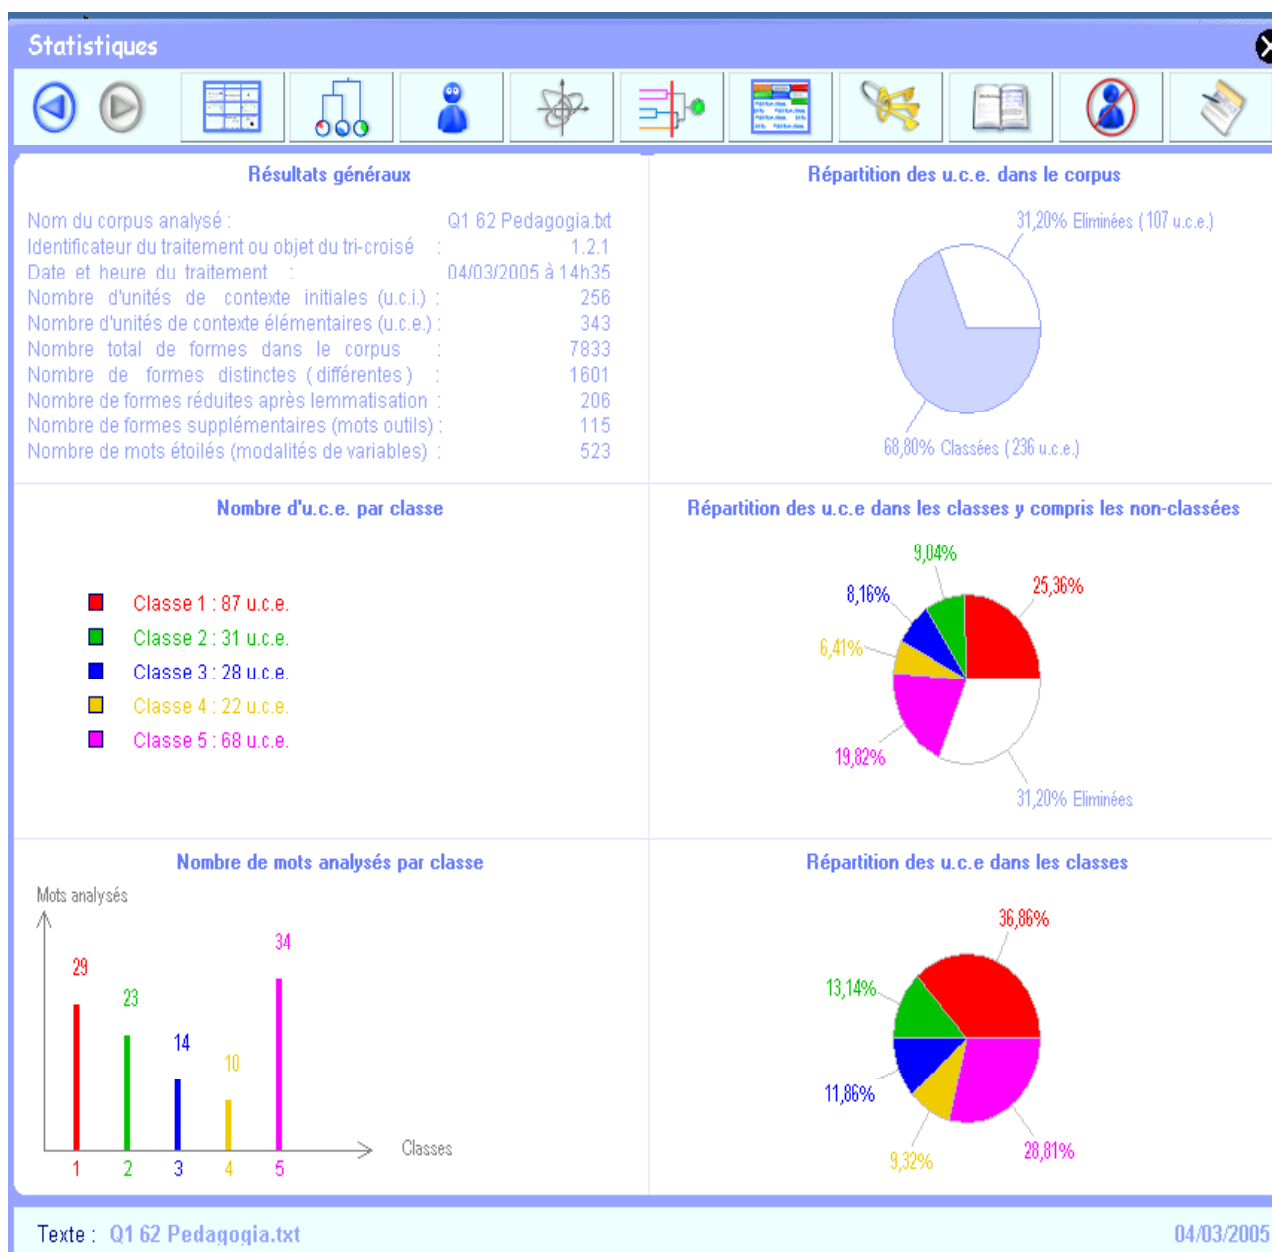 Statistiques
Résultats généraux
Nom du corpus analysé : Q1 62 Pedagogia.txt
Identificateur du traitement ou objet du tri-croisé : 1.2.1
Date et heure du traitement : 04/03/2005 à 14h35
Nombre d'unités de contexte initiales (u.c.i.) : 256
Nombre d'unités de contexte élémentaires (u.c.e.) : 343
Nombre total de formes dans le corpus : 7833
Nombre de formes distinctes (différentes) : 1601
Nombre de formes réduites après lemmatisation : 206
Nombre de formes supplémentaires (mots outils) : 115
Nombre de mots étoilés (modalités de variables) : 523
Répartition des u.c.e. dans le corpus
31,20% Eliminées (107 u.c.e.)
68,80% Classées (236 u.c.e.)
Nombre d'u.c.e. par classe
Classe 1 : 87 u.c.e.
Classe 2 : 31 u.c.e.
Classe 3 : 28 u.c.e.
Classe 4 : 22 u.c.e.
Classe 5 : 68 u.c.e.
Répartition des u.c.e dans les classes y compris les non-classées
9,04%
25,36%
8,16%
6,41%
19,82%
31,20% Eliminées
Nombre de mots analysés par classe
Mots analysés
29
23
14
10
34
Classes
1 2 3 4 5
Répartition des u.c.e dans les classes
36,86%
13,14%
11,86%
9,32%
28,81%
Texte : Q1 62 Pedagogia.txt
04/03/2005